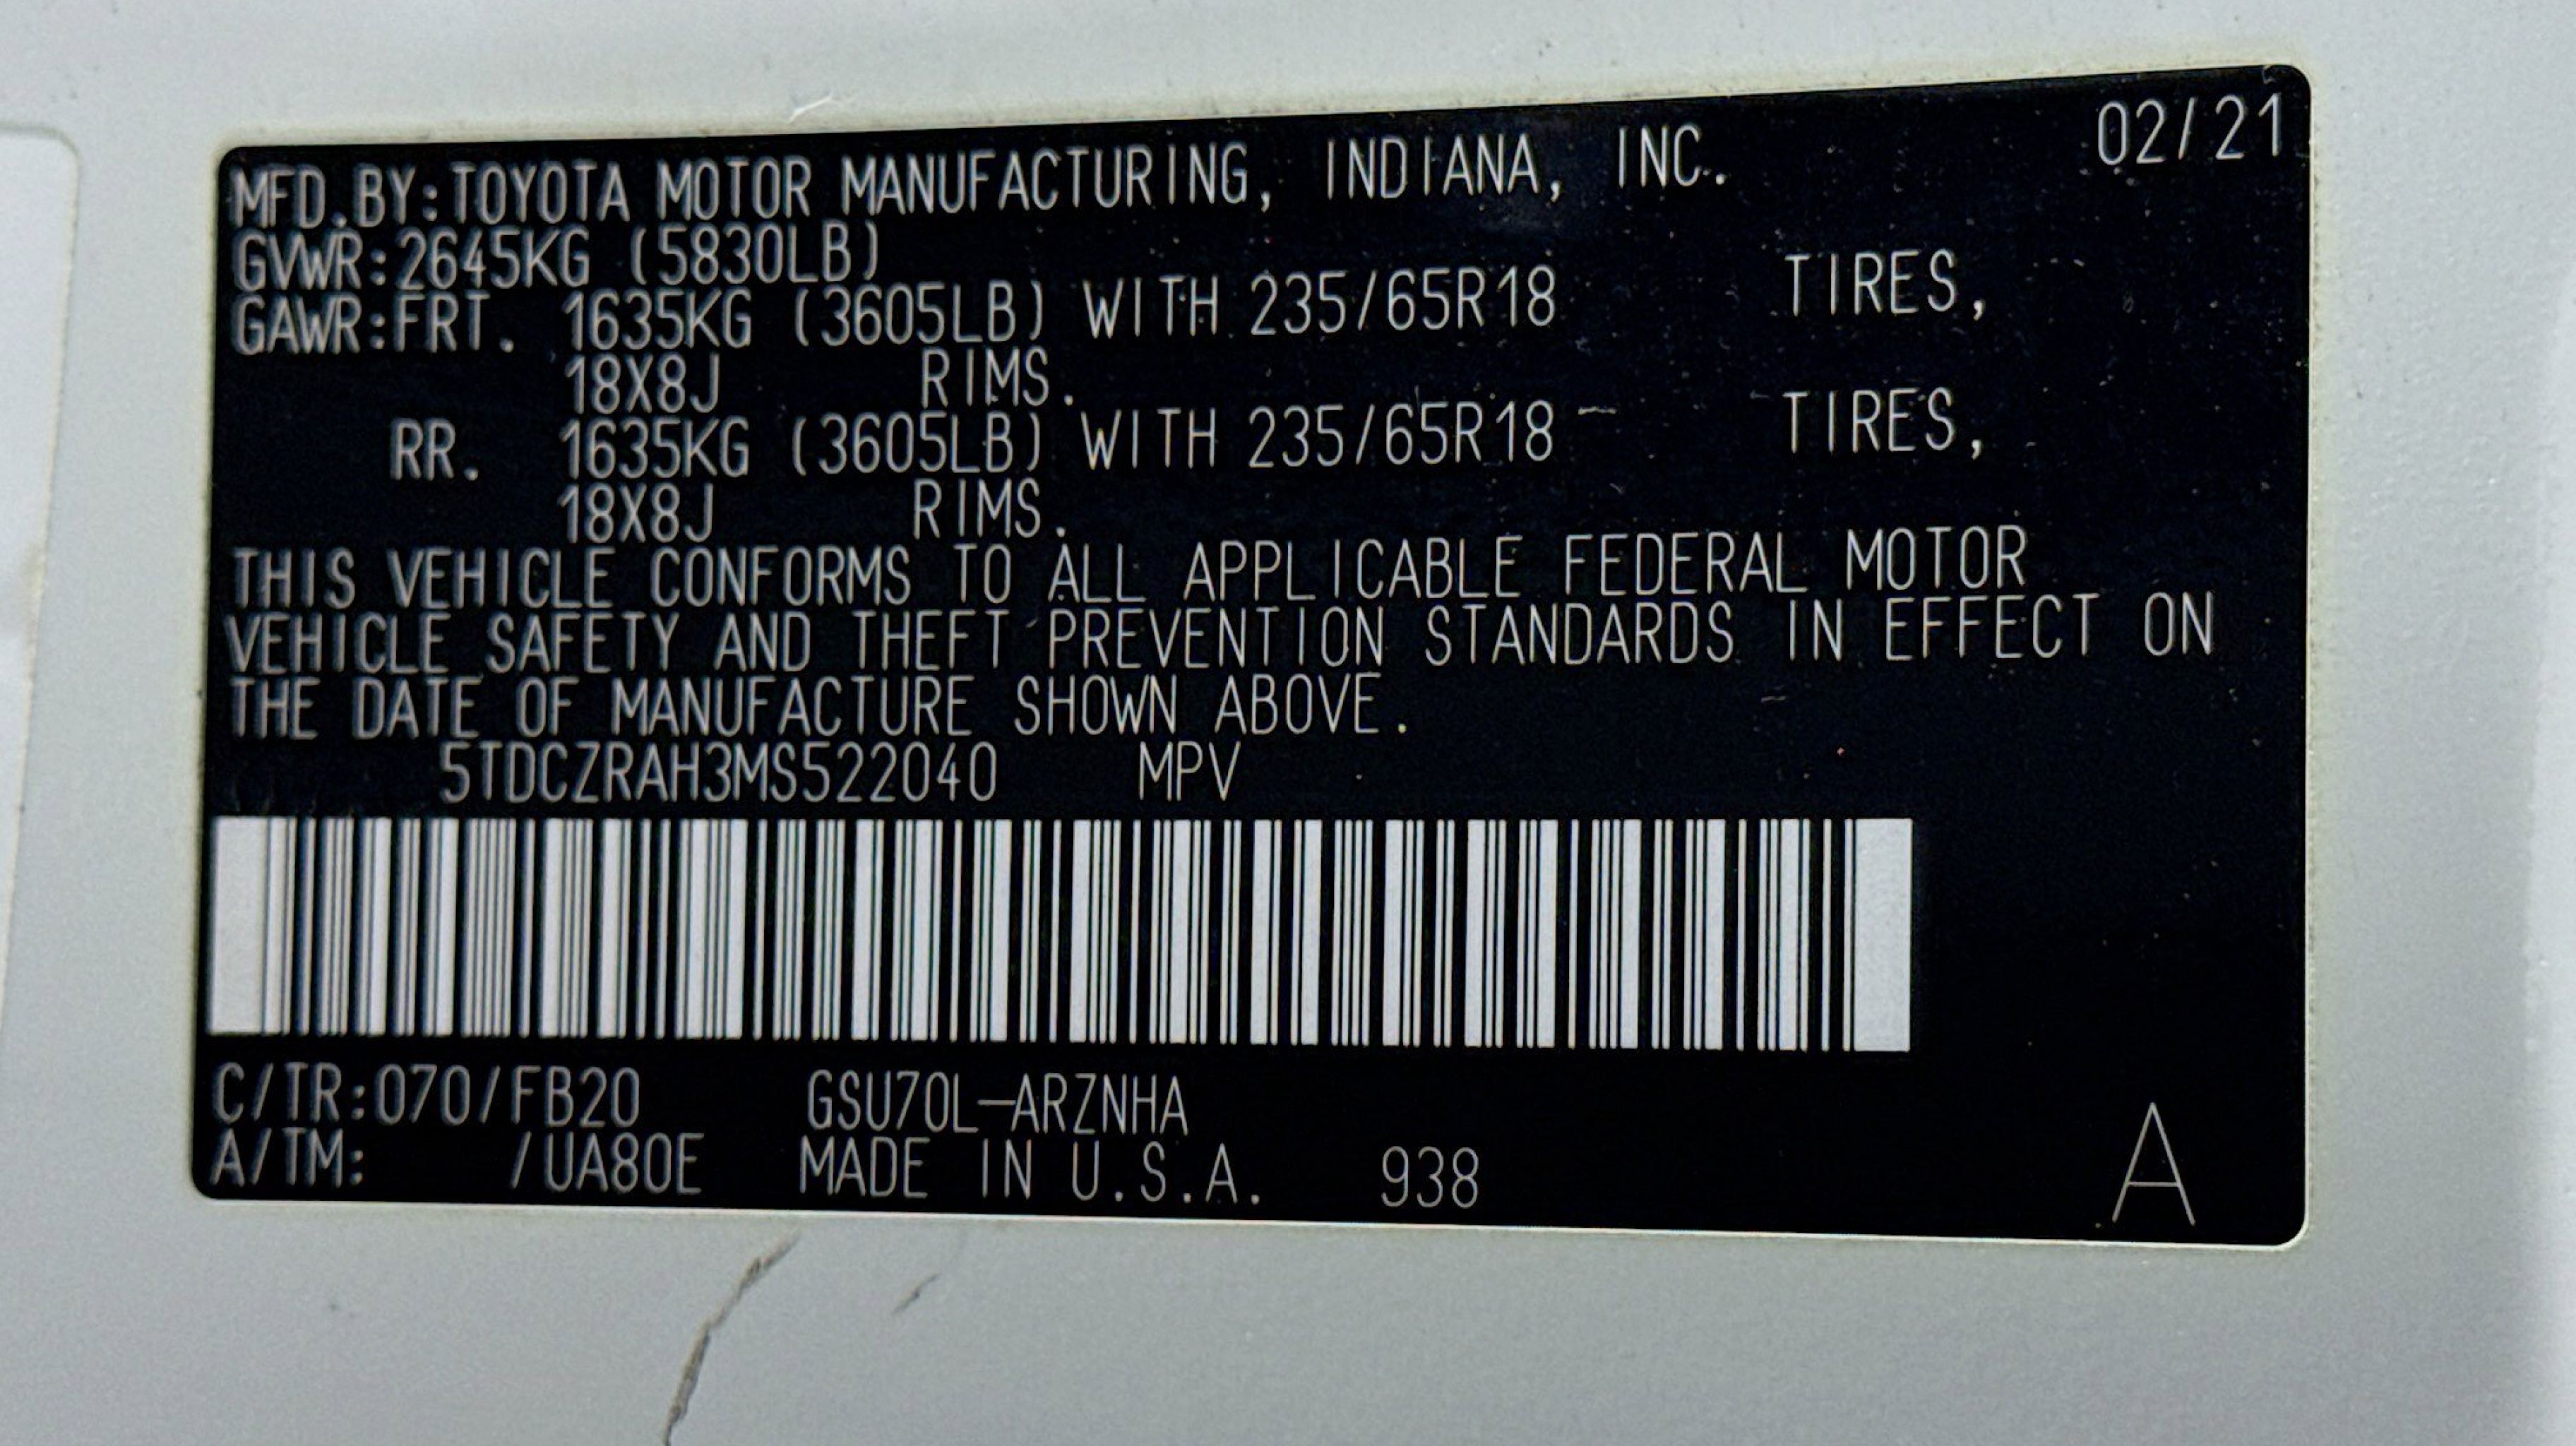 02/21
MFD.BY:TOYOTA MOTOR MANUFACTURING, INDIANA, INC.
GVWR:2645KG (5830LB)
GAWR:FRT. 1635KG (3605LB) WITH 235/65R18 TIRES,
18X8J RIMS.
RR. 1635KG (3605LB) WITH 235/65R18 TIRES,
18X8J RIMS.
THIS VEHICLE CONFORMS TO ALL APPLICABLE FEDERAL MOTOR
VEHICLE SAFETY AND THEFT PREVENTION STANDARDS IN EFFECT ON
THE DATE OF MANUFACTURE SHOWN ABOVE.
5TDCZRAH3MS522040 MPV
C/TR:070/FB20 GSU70L-ARZNHA
A/TM: /UA80E MADE IN U.S.A. 938
A